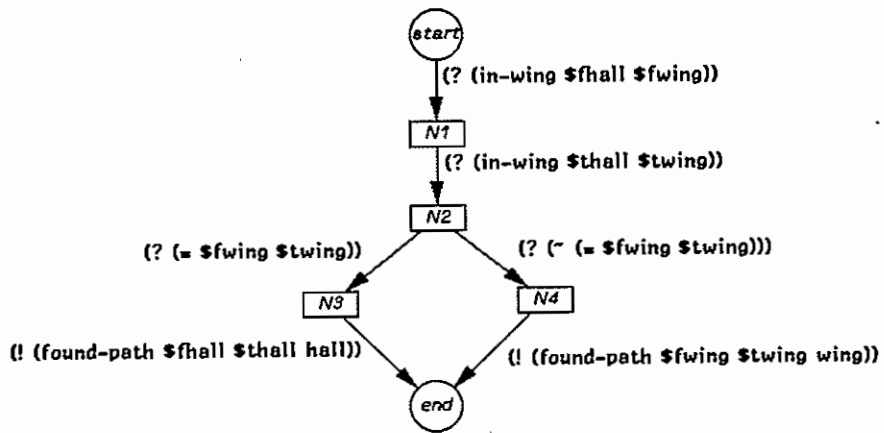 start
(? (in-wing $fhall $fwing))
N1
(? (in-wing $thall $twing))
N2
(? (= $fwing $twing))
(? (~ (= $fwing $twing)))
N3
N4
(! (found-path $fhall $thall hall))
(! (found-path $fwing $twing wing))
end